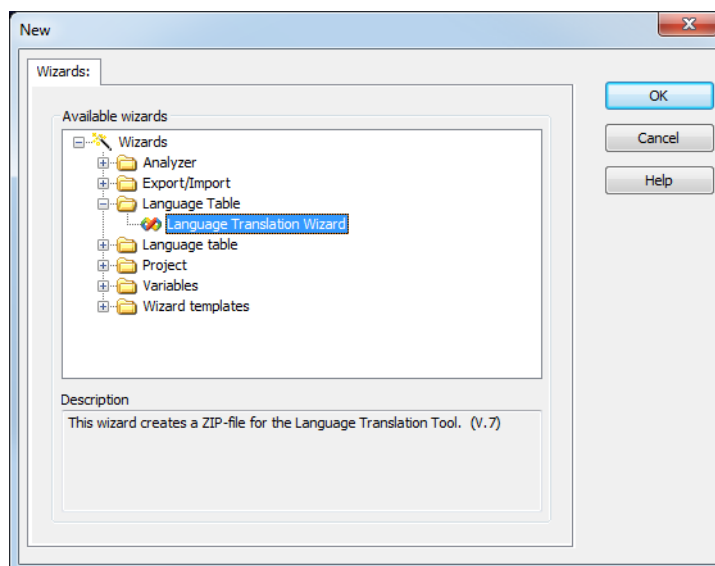 New
Wizards:
OK
Available wizards
Wizards
Cancel
Analyzer
Export/Import
Help
Language Table
Language Translation Wizard
Language table
Project
Variables
Wizard templates
Description
This wizard creates a ZIP-file for the Language Translation Tool. (V.7)